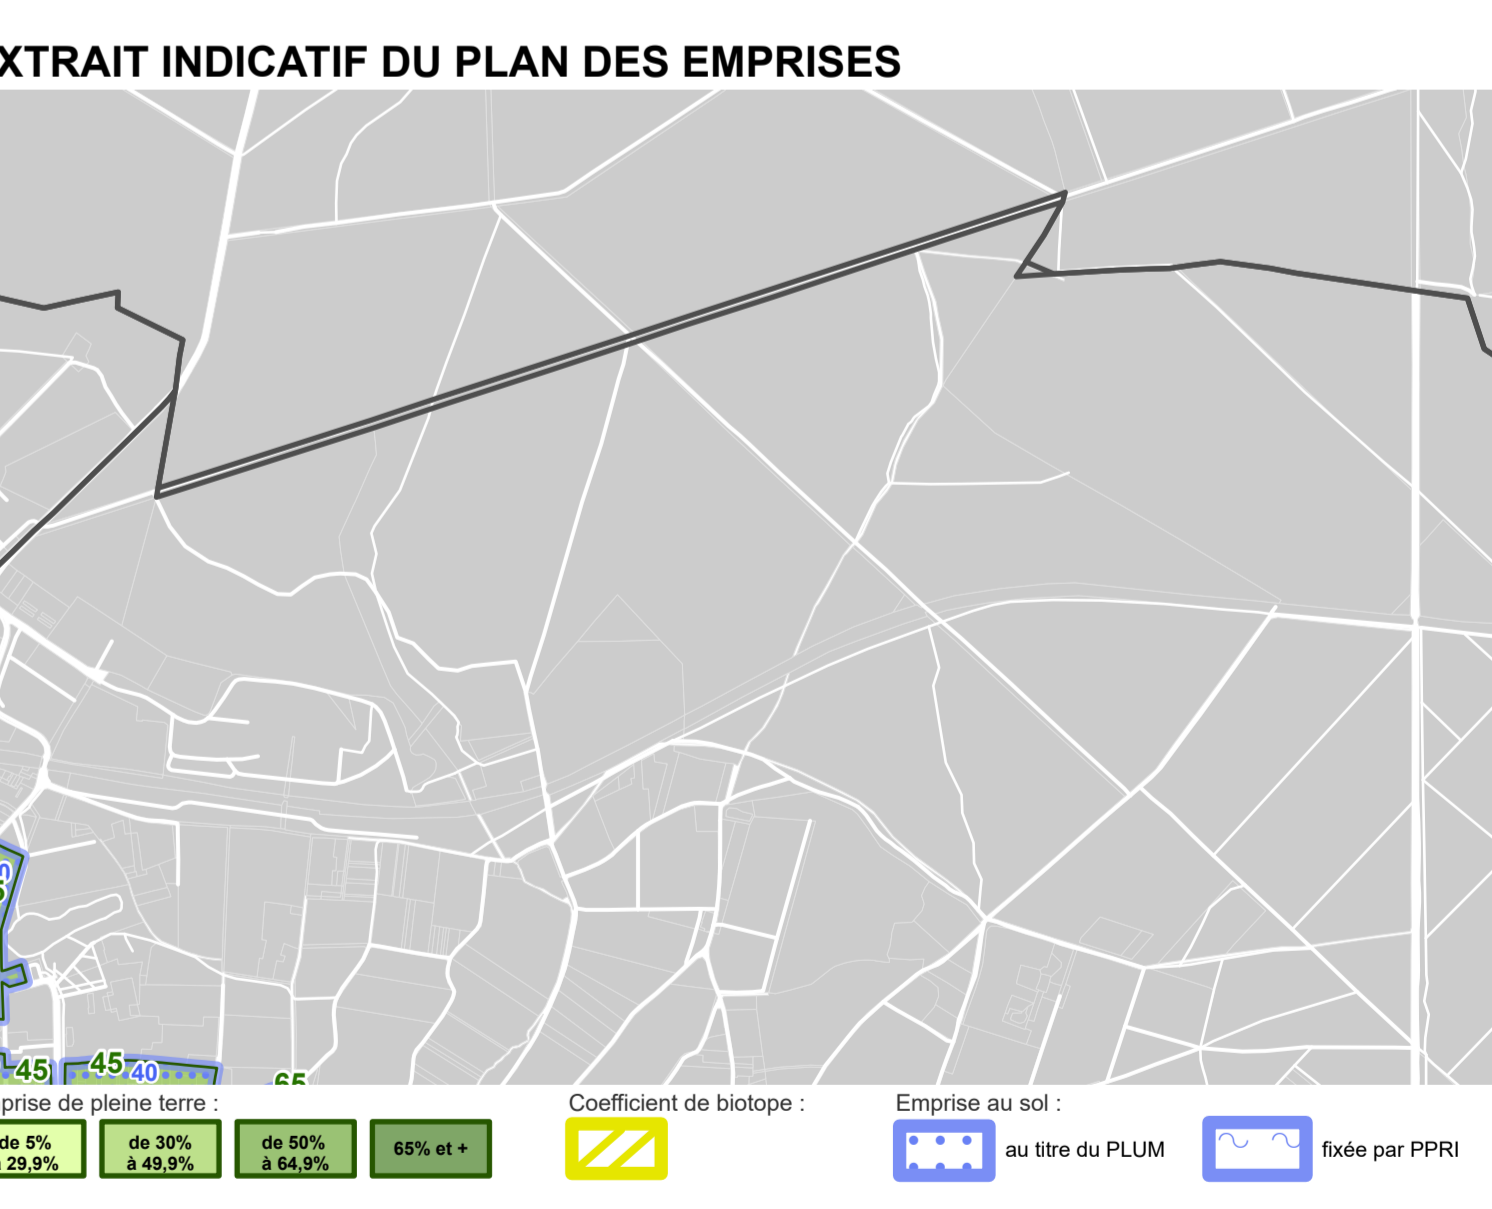 XTRAIT INDICATIF DU PLAN DES EMPRISES
45
45
40
65
prise de pleine terre :
de 5%
à 29,9%
de 30%
à 49,9%
de 50%
à 64,9%
65% et +
Coefficient de biotope :
Emprise au sol :
au titre du PLUM
fixée par PPRI